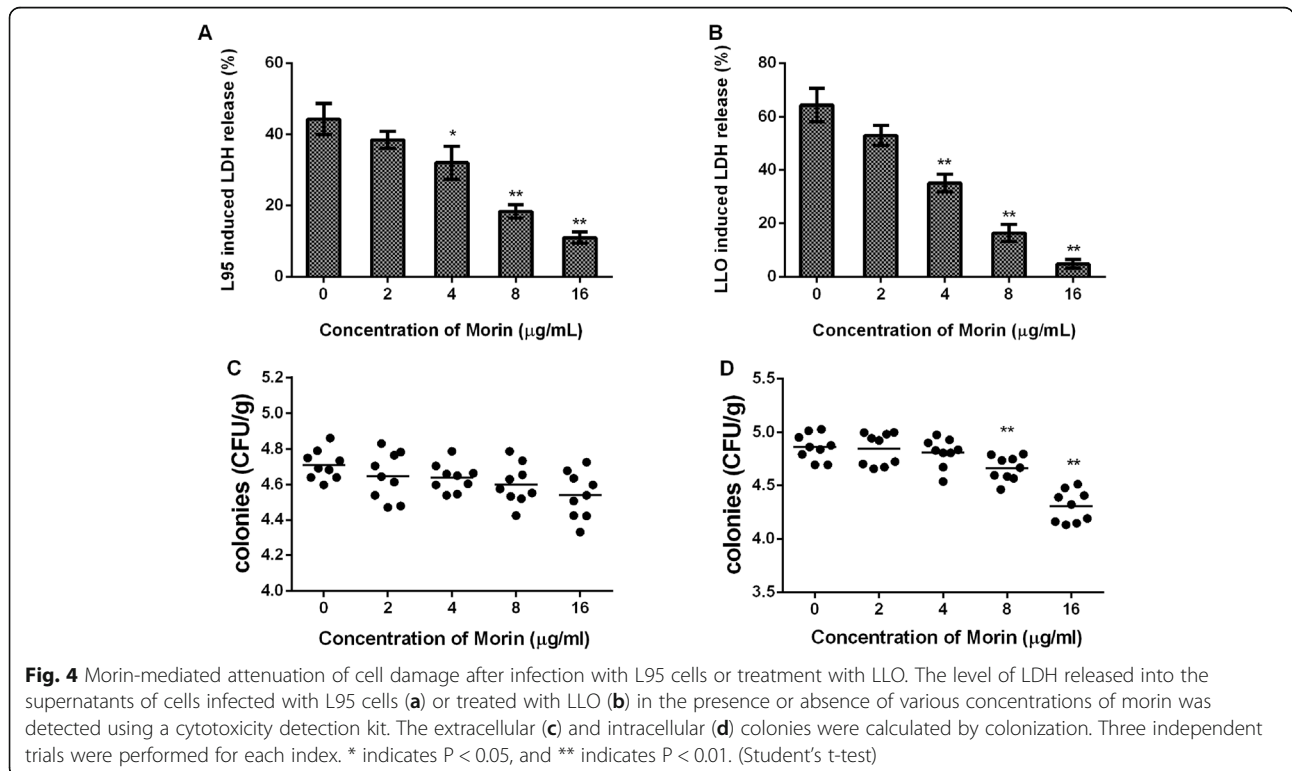 A
L95 induced LDH release (%)
60
40
20
0
*
**
**
0 2 4 8 16
Concentration of Morin (μg/mL)
B
LLO induced LDH release (%)
80
60
40
20
0
**
**
**
0 2 4 8 16
Concentration of Morin (μg/mL)
C
colonies (CFU/g)
5.2
5.0
4.8
4.6
4.4
4.2
4.0
0 2 4 8 16
Concentration of Morin (μg/ml)
D
colonies (CFU/g)
5.5
5.0
4.5
4.0
3.5
**
**
0 2 4 8 16
Concentration of Morin (μg/ml)
Fig. 4 Morin-mediated attenuation of cell damage after infection with L95 cells or treatment with LLO. The level of LDH released into the
supernatants of cells infected with L95 cells (a) or treated with LLO (b) in the presence or absence of various concentrations of morin was
detected using a cytotoxicity detection kit. The extracellular (c) and intracellular (d) colonies were calculated by colonization. Three independent
trials were performed for each index. * indicates P < 0.05, and ** indicates P < 0.01. (Student's t-test)